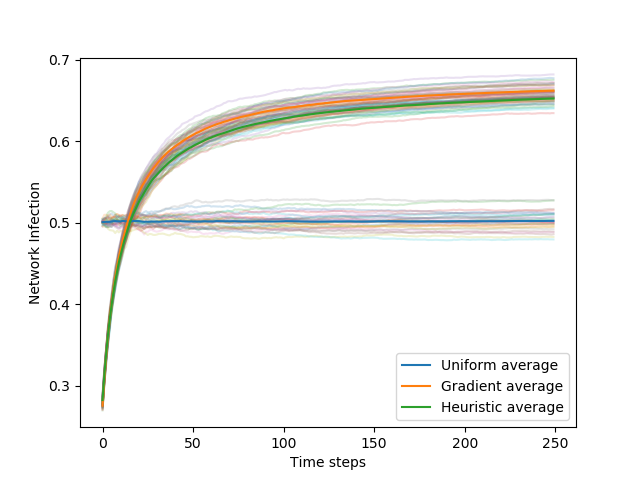 0.7
0.6
0.5
0.4
0.3
Network Infection
0
50
100
150
200
250
Time steps
Uniform average
Gradient average
Heuristic average